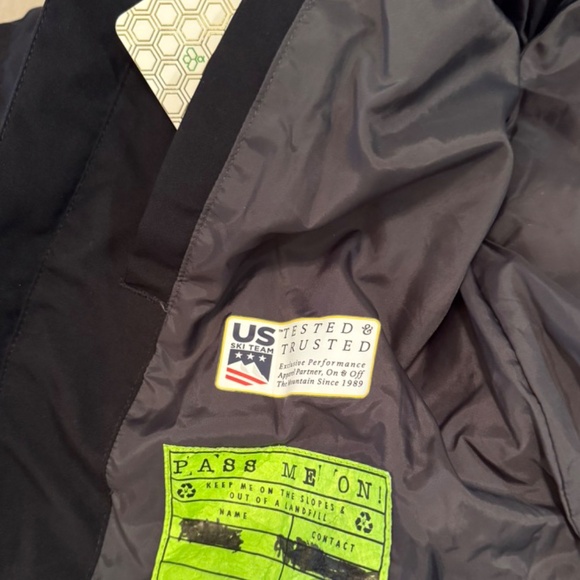 US
SKI TEAM
TESTED &
TRUSTED
Exclusive Performance
Apparel Partner, On & Off
The Mountain Since 1989
PASS ME ON!
KEEP ME ON THE SLOPES &
OUT OF A LANDFILL
NAME
CONTACT